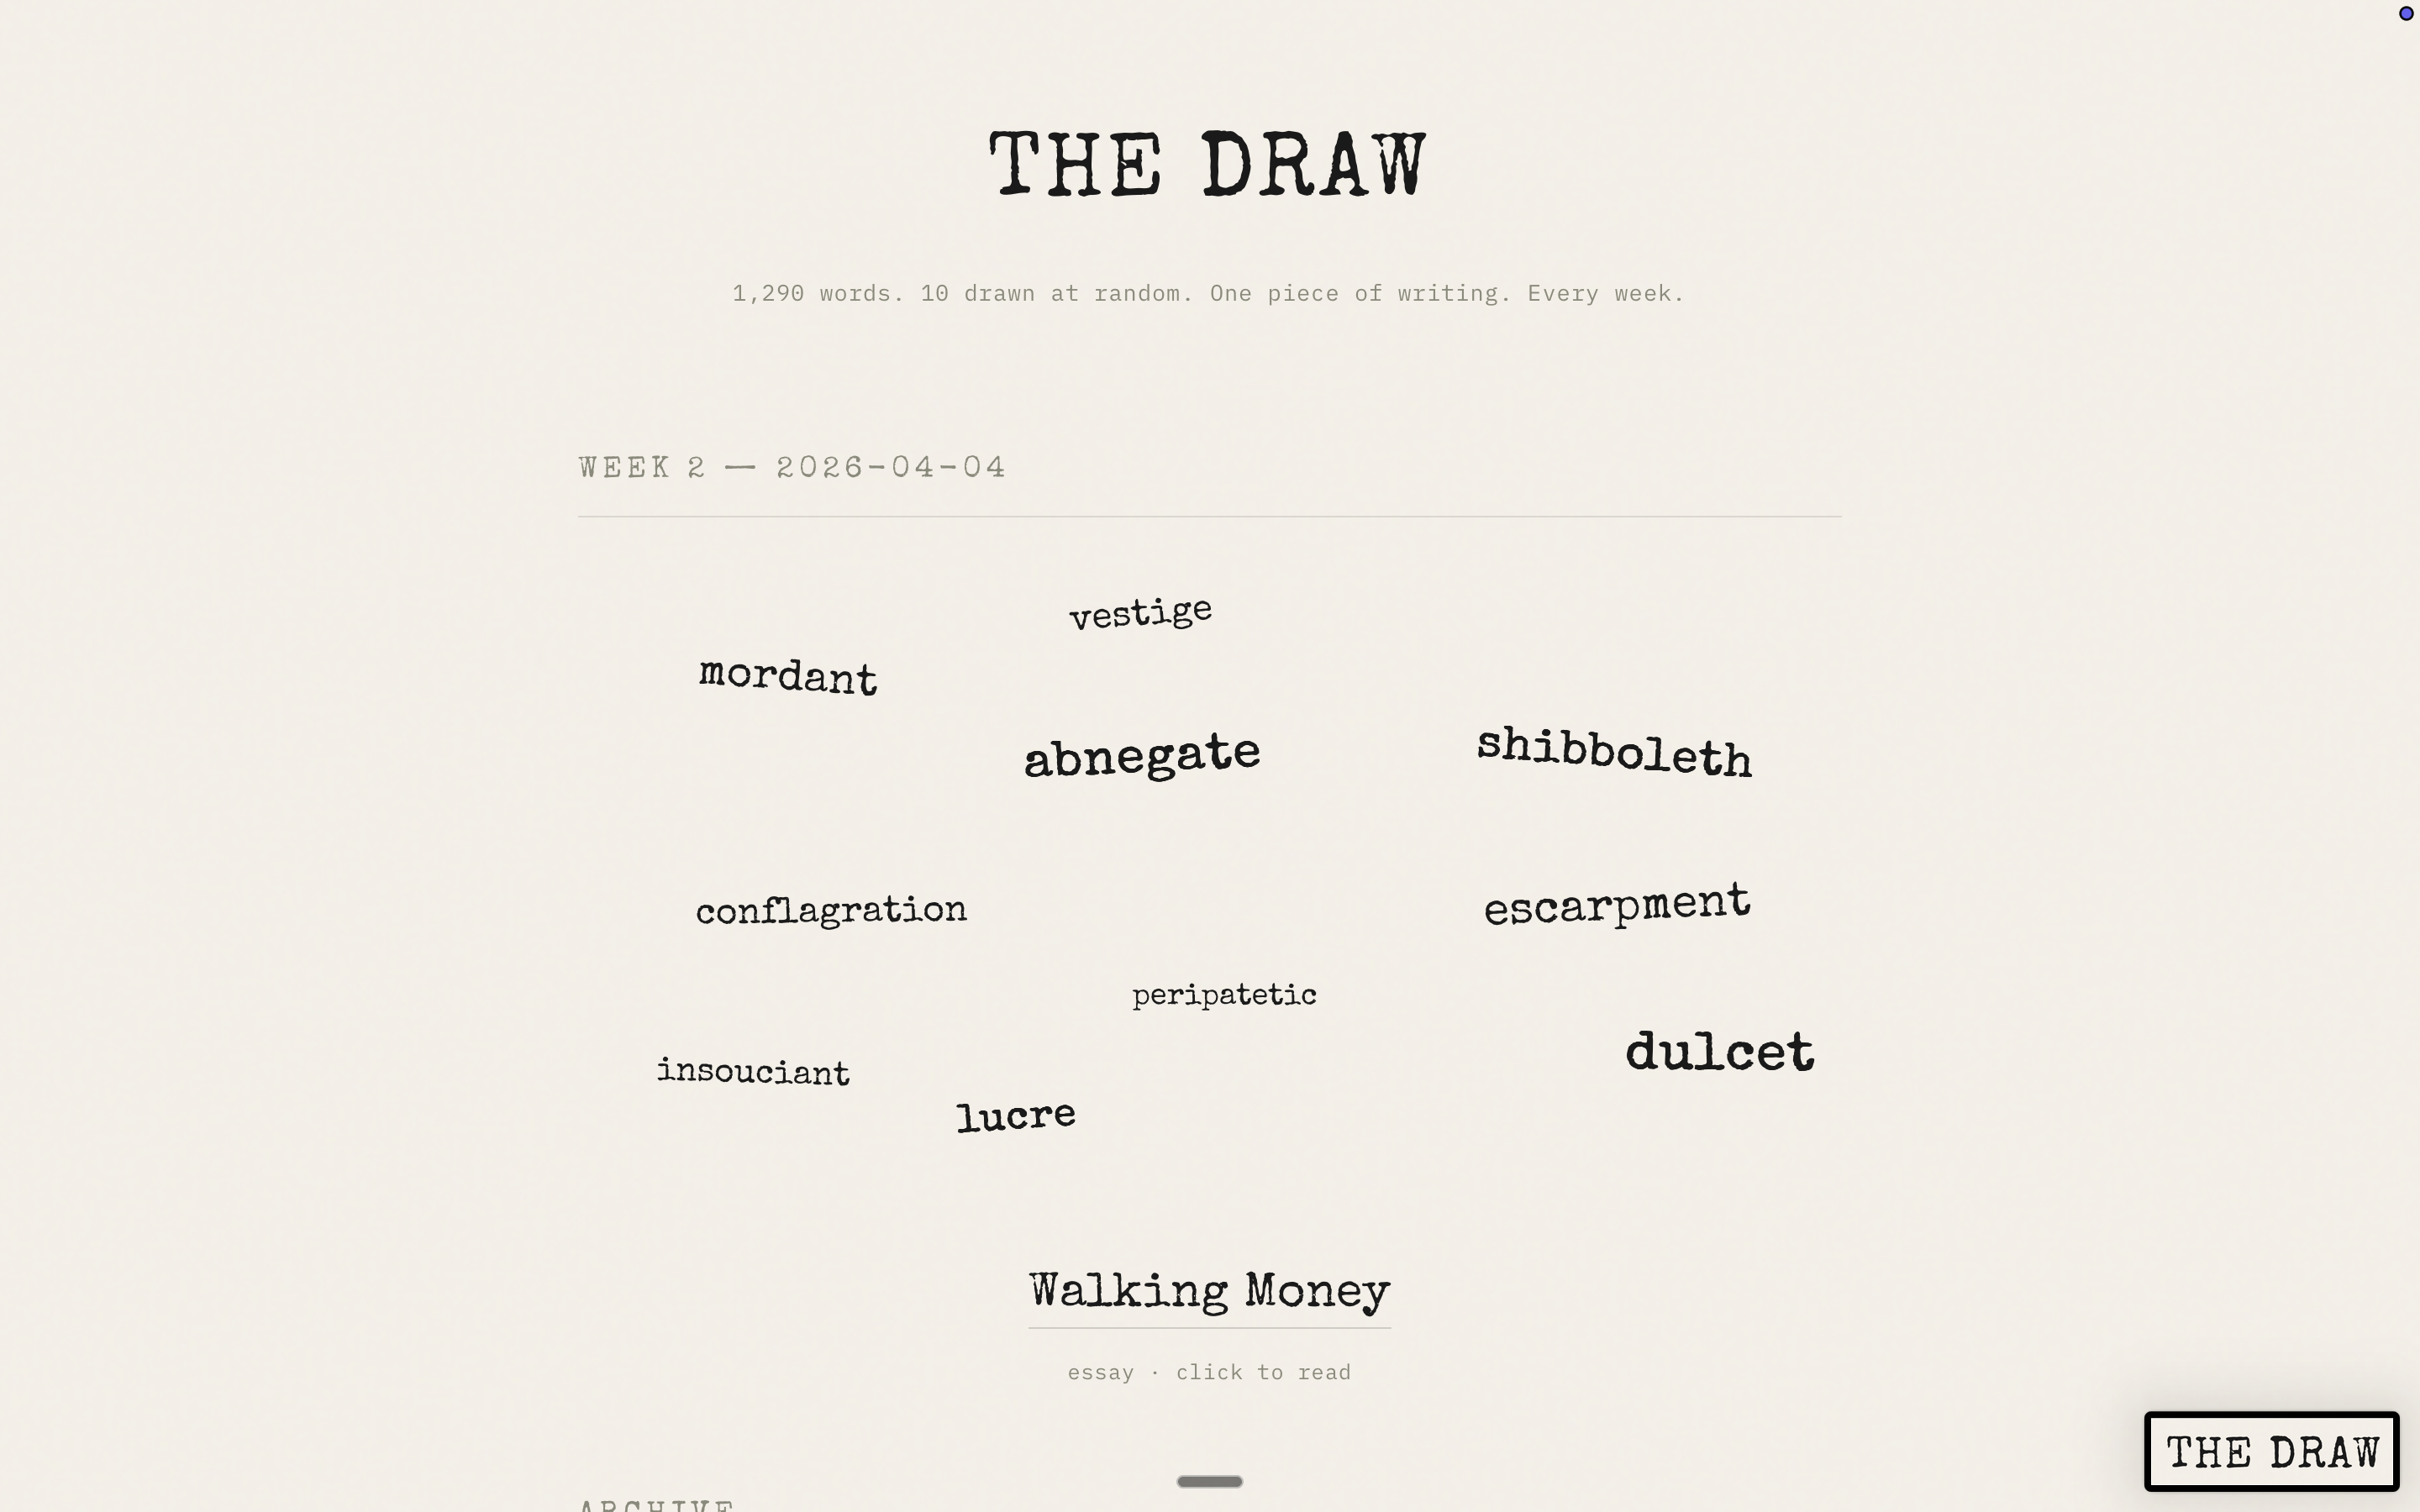 THE DRAW
1,290 words. 10 drawn at random. One piece of writing. Every week.
WEEK 2 — 2026-04-04
vestige
mordant
abnegate
shibboleth
conflagration
escarpment
peripatetic
dulcet
insouciant
lucre
Walking Money
essay · click to read
THE DRAW
ARCHIVE